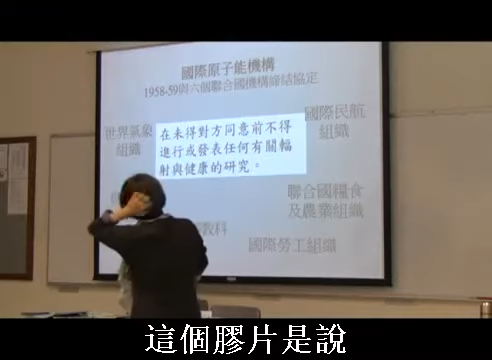 國際原子能機構
1958-59與六個聯合國機構締結協定
國際民航
組織
世界氣象
組織
在未得對方同意前不得
進行或發表任何有關輻
射與健康的研究。
聯合國糧食
及農業組織
教科
國際勞工組織
這個膠片是說